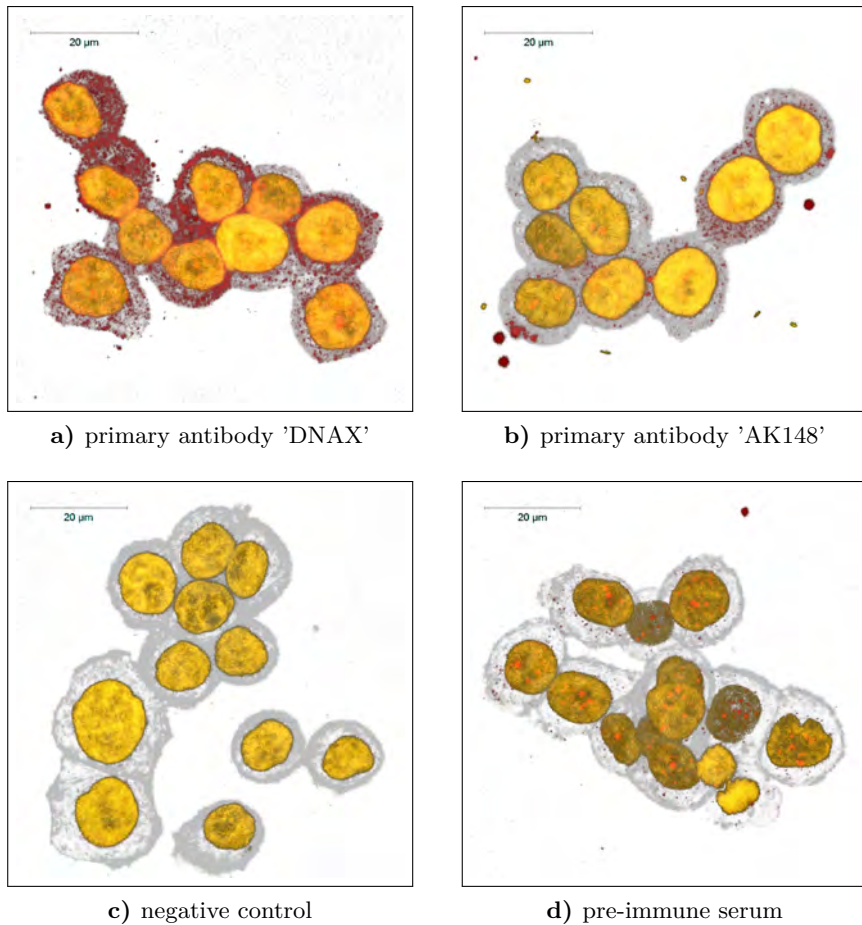 20 µm
20 µm
a) primary antibody 'DNAX'
b) primary antibody 'AK148'
20 µm
20 µm
c) negative control
d) pre-immune serum